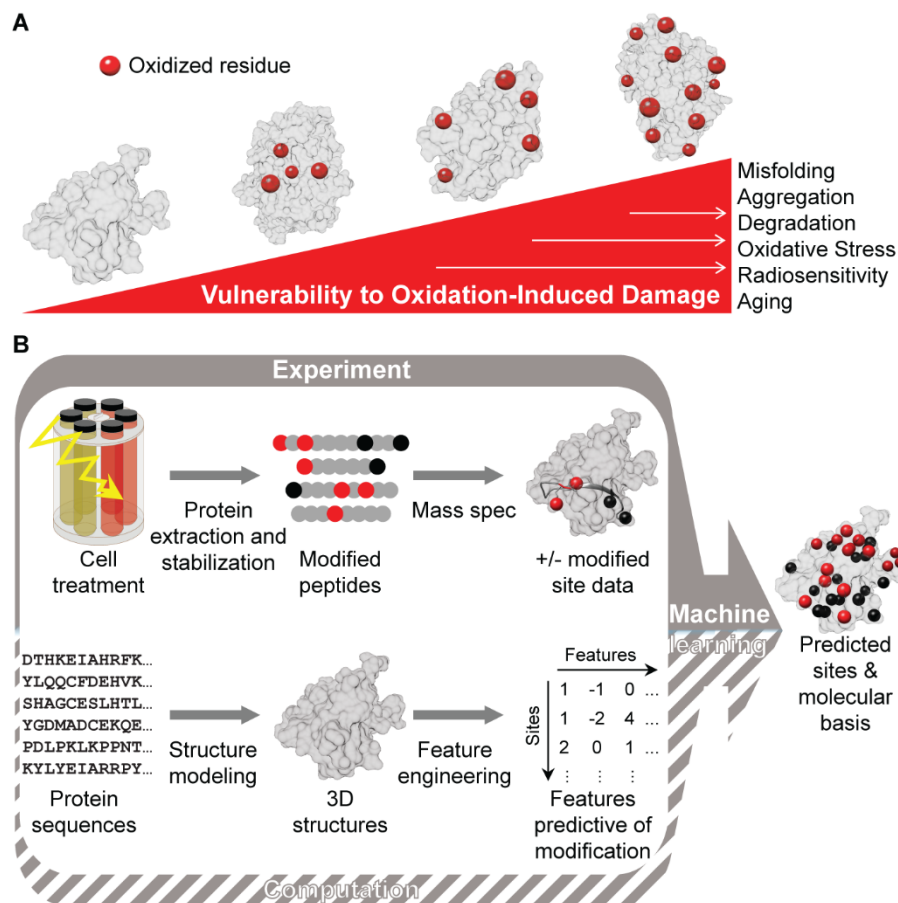 A
Oxidized residue
Misfolding
Aggregation
Degradation
Oxidative Stress
Radiosensitivity
Aging
Vulnerability to Oxidation-Induced Damage
B
Experiment
Cell
treatment
Protein
extraction and
stabilization
Modified
peptides
Mass spec
+/- modified
site data
Machine
learning
Predicted
sites &
molecular
basis
DTHKEIAHRFK...
YLQQCFDEHVK...
SHAGCESLHTL...
YGDMADCEKQE...
PDLPKLKPPNT...
KYLYEIARRPY...
Protein
sequences
Structure
modeling
3D
structures
Feature
engineering
Features
Sites
1 -1 0 ...
1 -2 4 ...
2 0 1 ...
⋮ ⋮ ⋮
Features
predictive of
modification
Computation